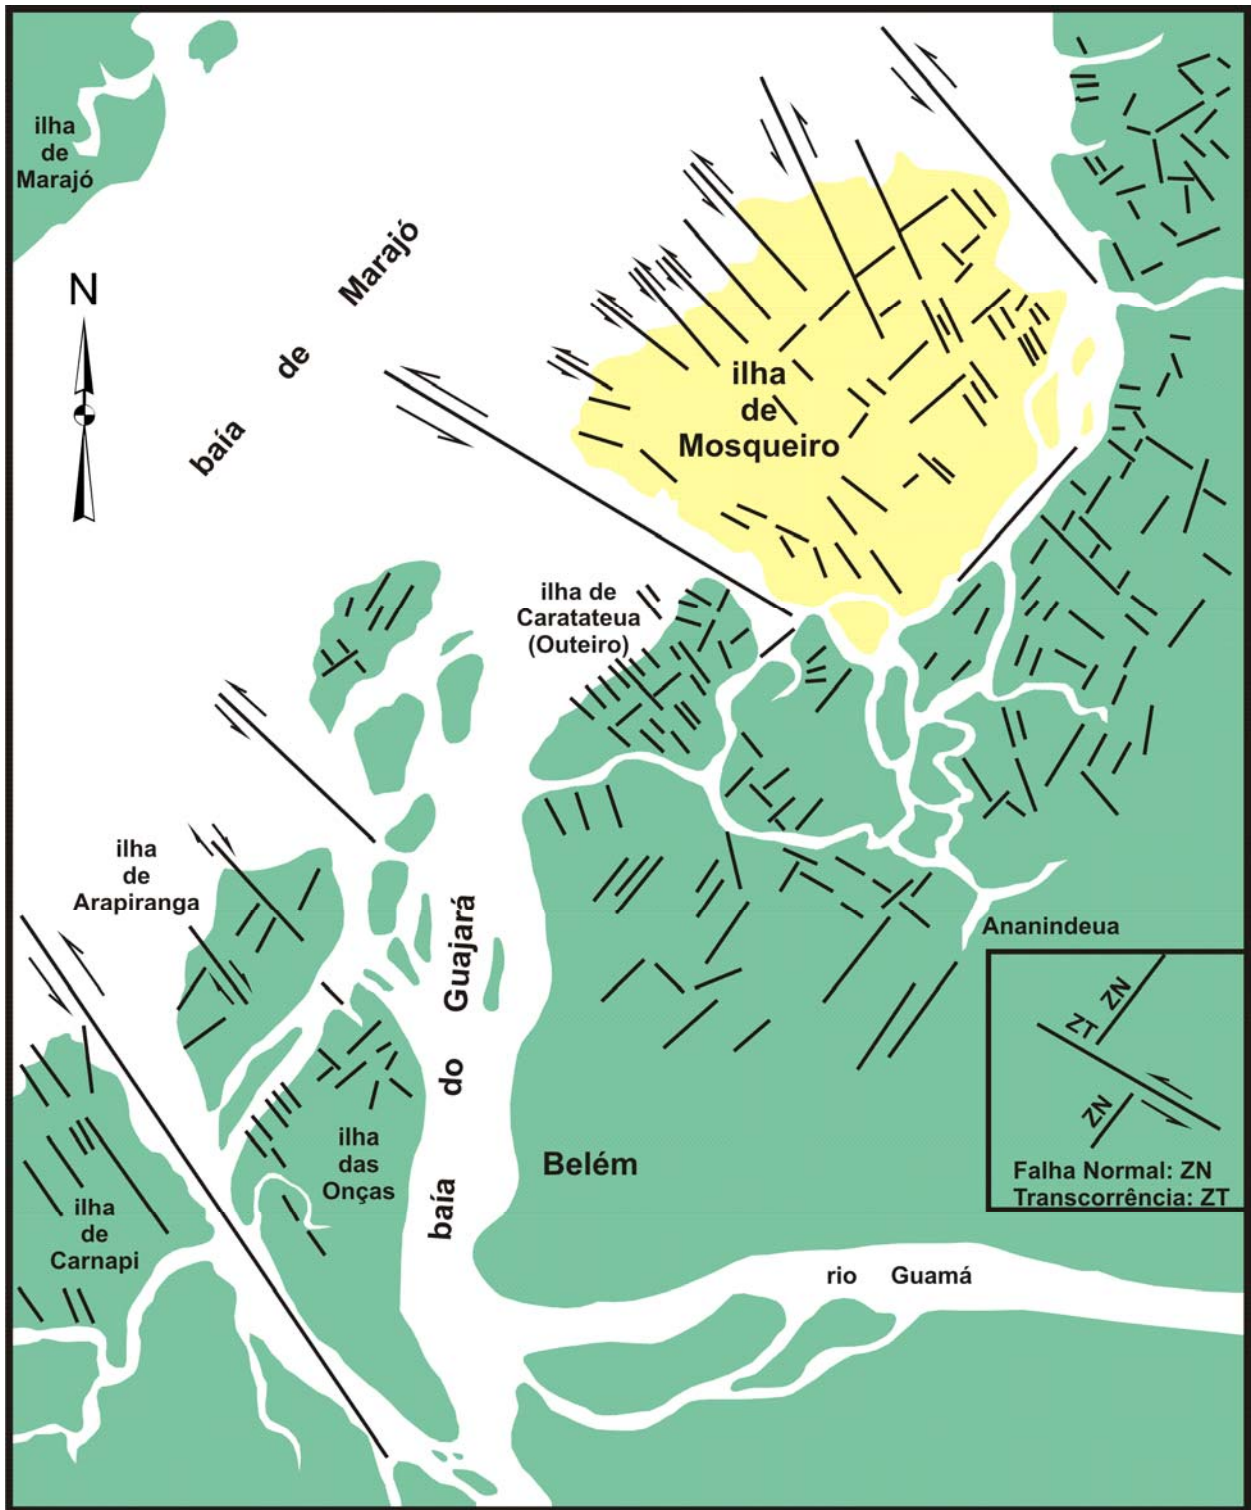 ilha
de
Marajó
N
baía de Marajó
ilha
de
Mosqueiro
ilha de
Caratateua
(Outeiro)
ilha
de
Arapiranga
baía do Guajará
Ananindeua
ZN
ZT
ZN
Falha Normal: ZN
Transcorrência: ZT
ilha
das
Onças
Belém
ilha
de
Carnapi
rio Guamá